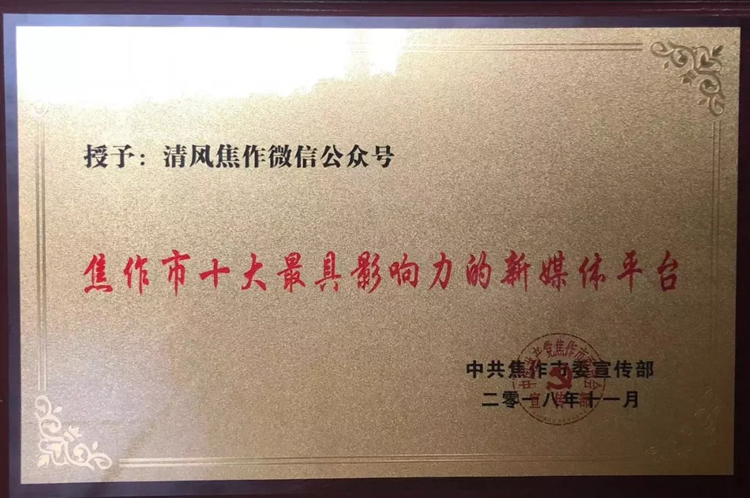 授予：清风焦作微信公众号
焦作市十大最具影响力的新媒体平台
中共焦作市委宣传部
二零一八年十一月